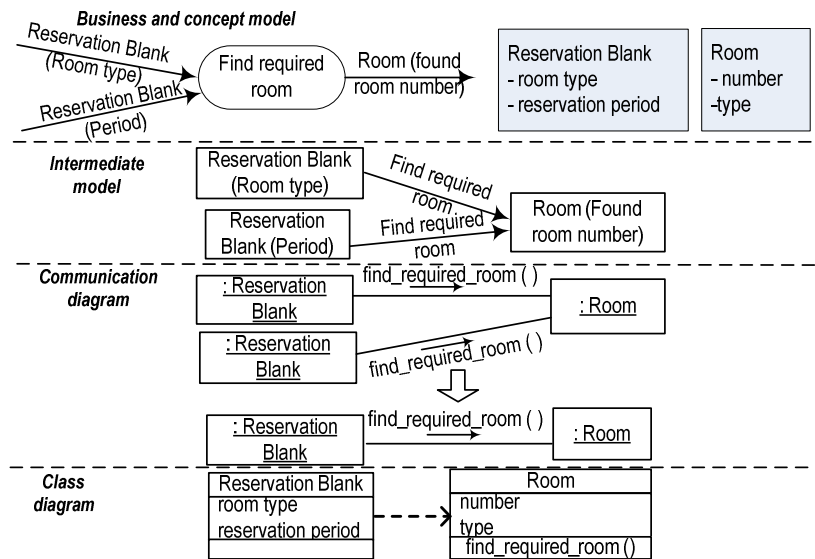 Business and concept model
Reservation Blank
(Room type)
Reservation Blank
(Period)
Find required
room
Room (found
room number)
Reservation Blank
- room type
- reservation period
Room
- number
-type
Intermediate
model
Reservation Blank
(Room type)
Reservation
Blank (Period)
Find required
room
Find required
room
Room (Found
room number)
Communication
diagram
: Reservation
Blank
find_required_room ( )
: Room
: Reservation
Blank
find_required_room ( )
: Reservation
Blank
find_required_room ( )
: Room
Class
diagram
Reservation Blank
room type
reservation period
Room
number
type
find_required_room ( )